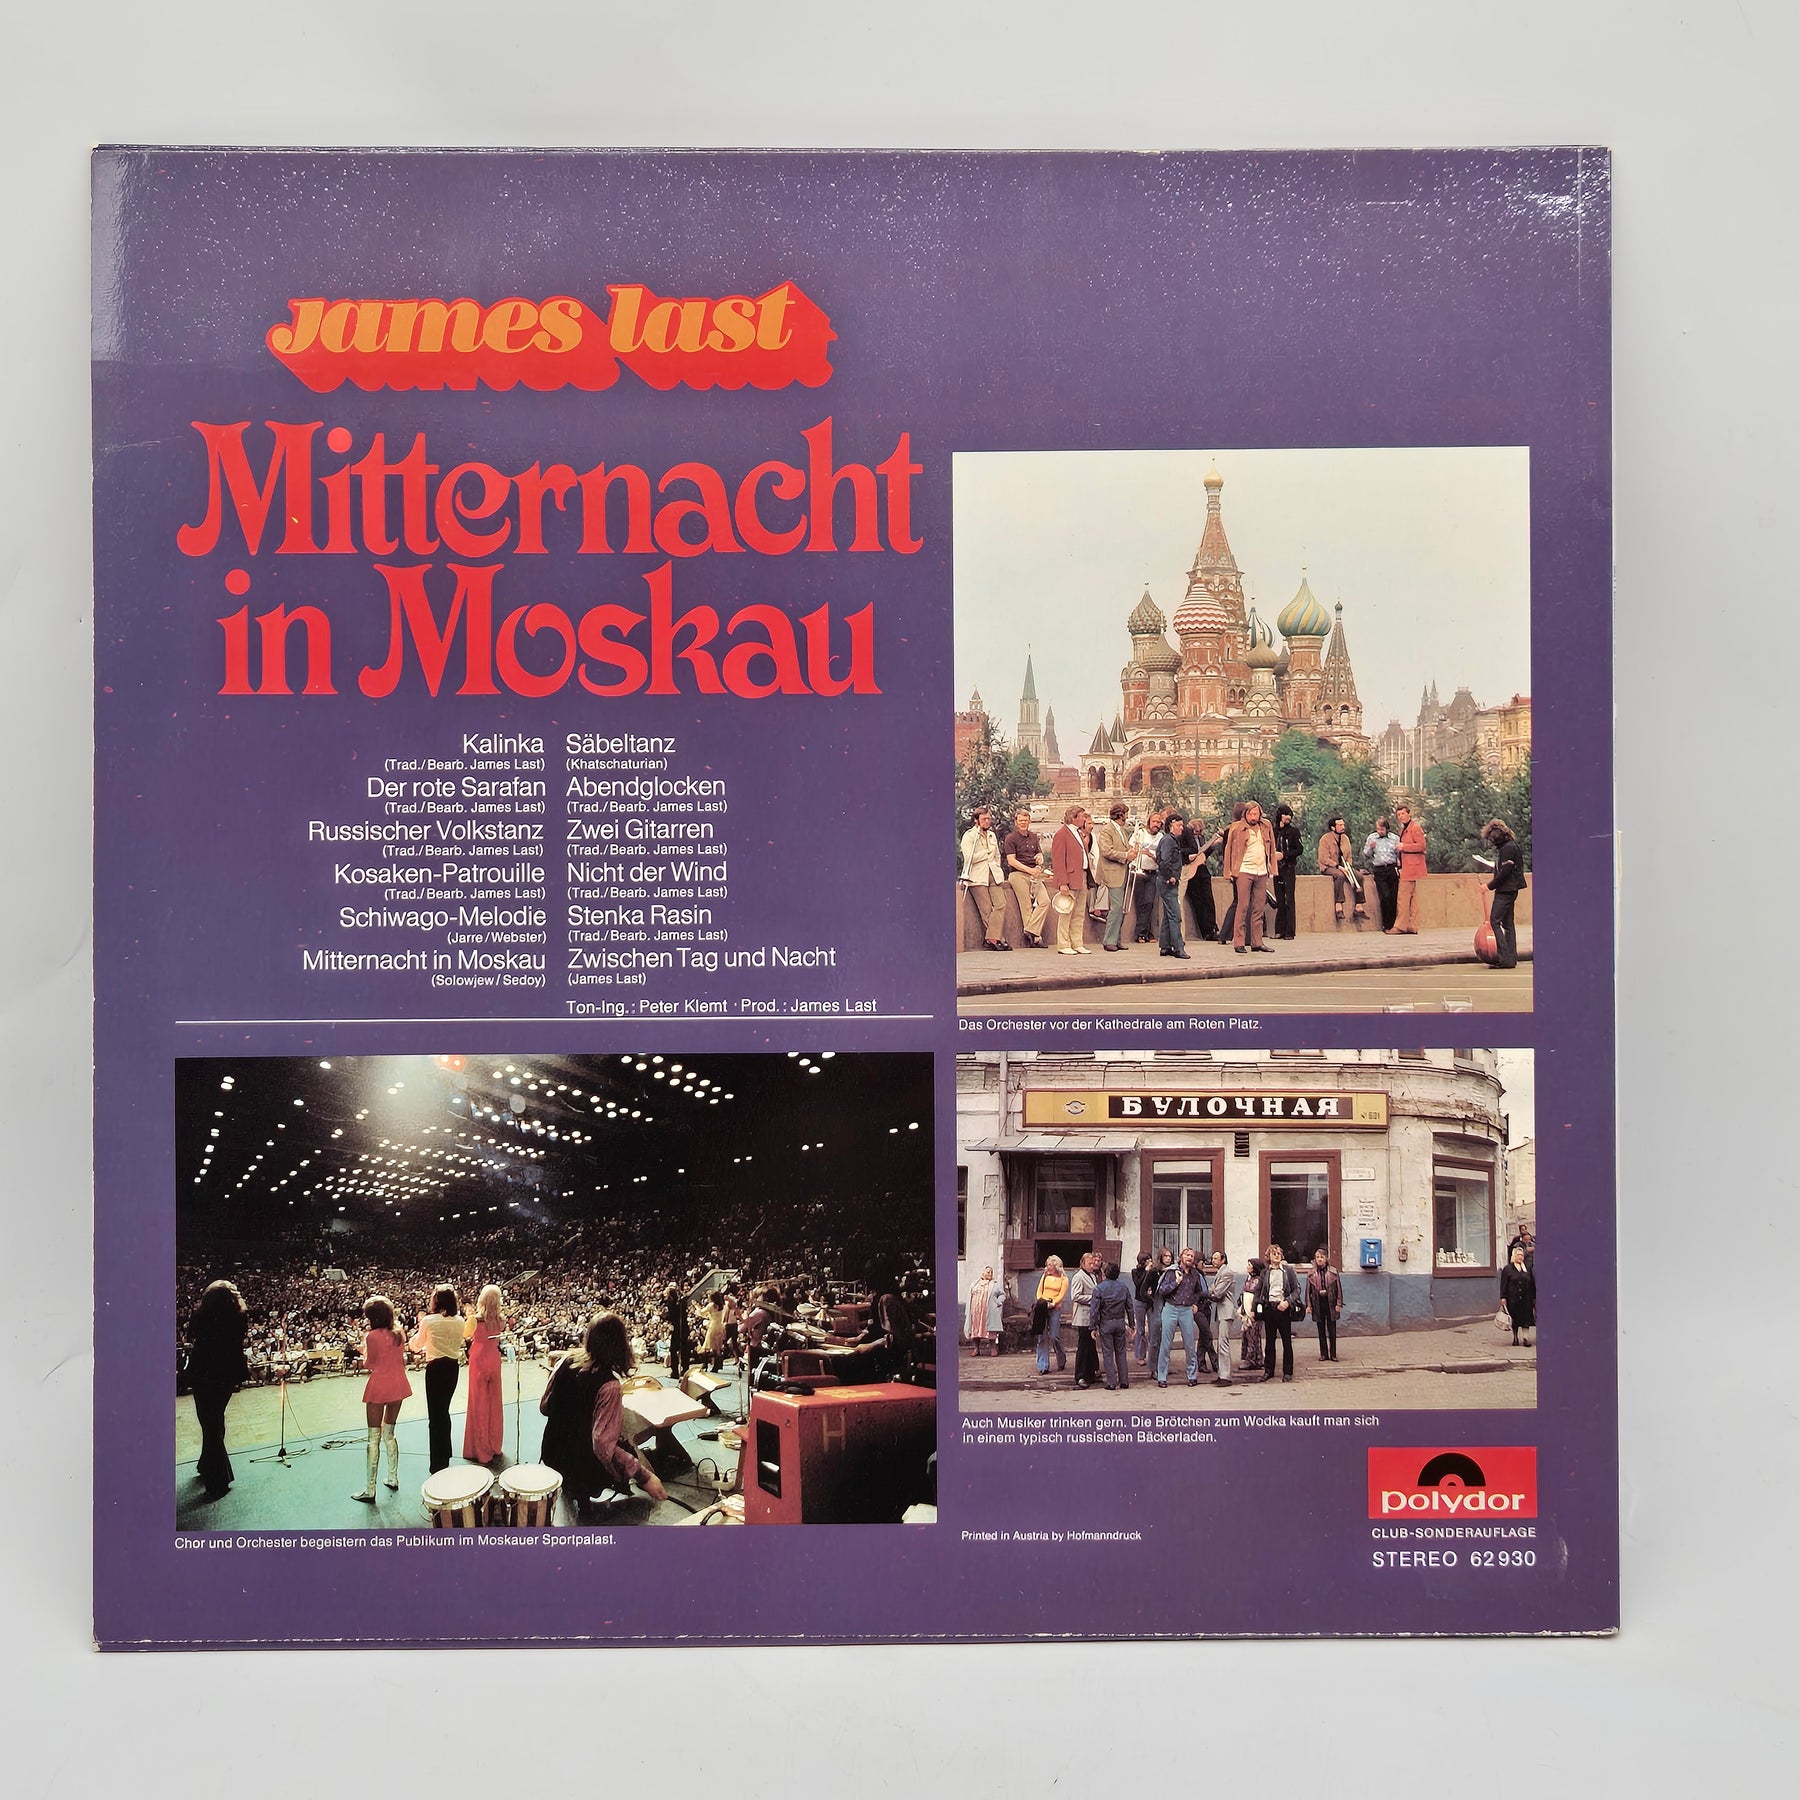 james last
Mitternacht
in Moskau
Kalinka
(Trad./Bearb. James Last)
Der rote Sarafan
(Trad./Bearb. James Last)
Russischer Volkstanz
(Trad./Bearb. James Last)
Kosaken-Patrouille
(Trad./Bearb. James Last)
Schiwago-Melodie
(Jarre/Webster)
Mitternacht in Moskau
(Solowjew/Sedoy)
Säbeltanz
(Khatschaturian)
Abendglocken
(Trad./Bearb. James Last)
Zwei Gitarren
(Trad./Bearb. James Last)
Nicht der Wind
(Trad./Bearb. James Last)
Stenka Rasin
(Trad./Bearb. James Last)
Zwischen Tag und Nacht
(James Last)
Ton-Ing.: Peter Klemt · Prod.: James Last
Das Orchester vor der Kathedrale am Roten Platz.
БУЛОЧНАЯ
Auch Musiker trinken gern. Die Brötchen zum Wodka kauft man sich
in einem typisch russischen Bäckerladen.
H
Chor und Orchester begeistern das Publikum im Moskauer Sportpalast.
Printed in Austria by Hofmanndruck
polydor
CLUB-SONDERAUFLAGE
STEREO 62 930